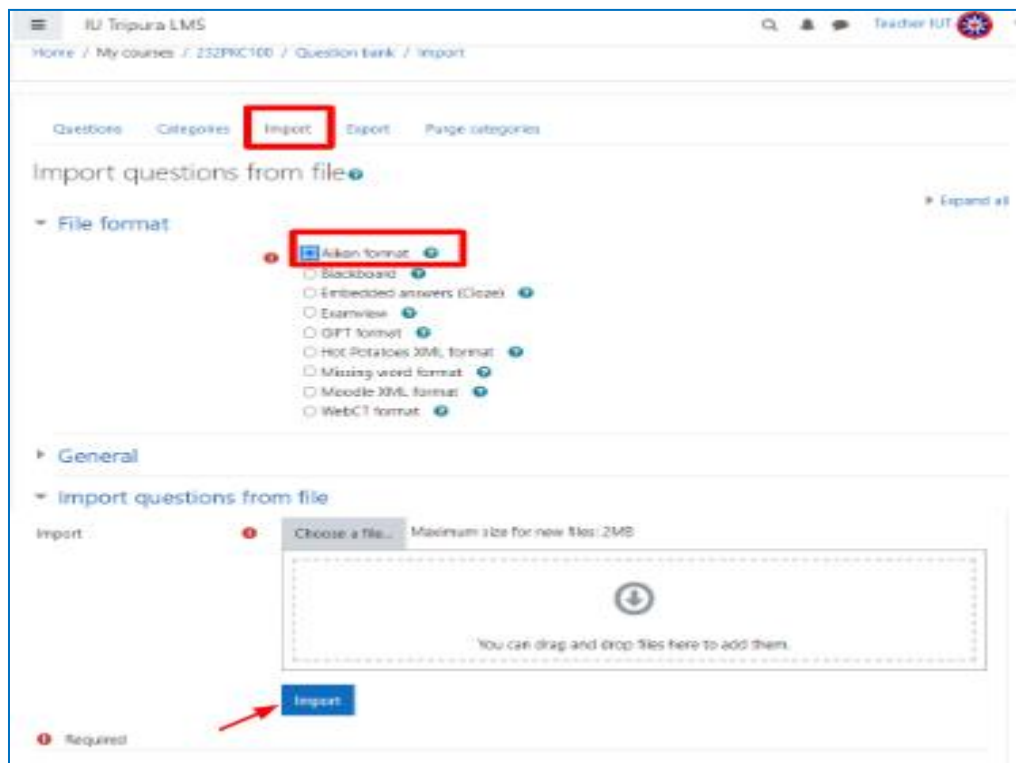 IU Tripura LMS Teacher IUT
Home / My courses / 232PKC100 / Question bank / Import
Questions Categories Import Export Purge categories
Import questions from file
Expand all
File format
Aiken format
Blackboard
Embedded answers (Cloze)
Examview
GIFT format
Hot Potatoes XML format
Missing word format
Moodle XML format
WebCT format
General
Import questions from file
Import Choose a file... Maximum size for new files: 2MB
You can drag and drop files here to add them.
Import
Required